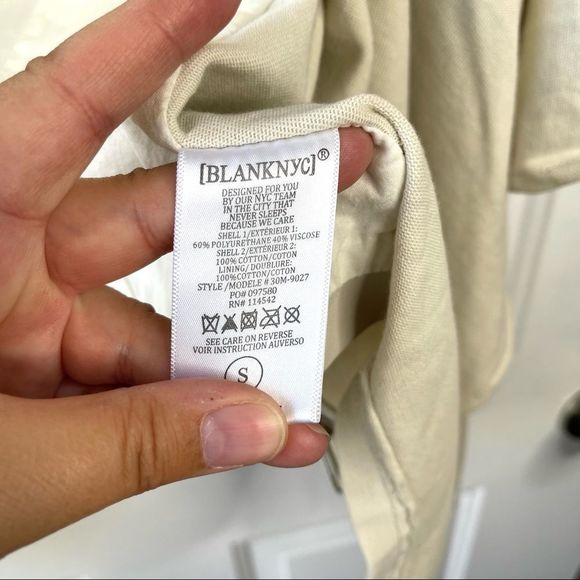 [BLANKNYC]®
DESIGNED FOR YOU
BY OUR NYC TEAM
IN THE CITY THAT
NEVER SLEEPS
BECAUSE WE CARE
SHELL 1/EXTÉRIEUR 1:
60% POLYURETHANE 40% VISCOSE
SHELL 2/EXTÉRIEUR 2:
100% COTTON/COTON
LINING/ DOUBLURE:
100%COTTON/COTON
STYLE /MODELE # 30M-9027
PO# 097580
RN# 114542
SEE CARE ON REVERSE
VOIR INSTRUCTION AUVERSO
S